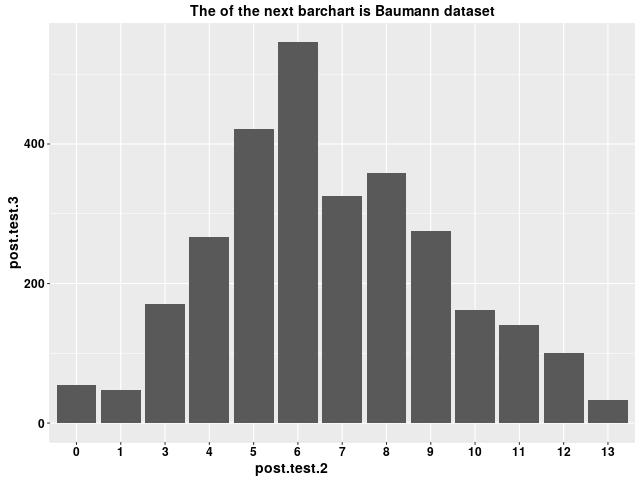 The of the next barchart is Baumann dataset
post.test.3
400
200
0
0 1 3 4 5 6 7 8 9 10 11 12 13
post.test.2